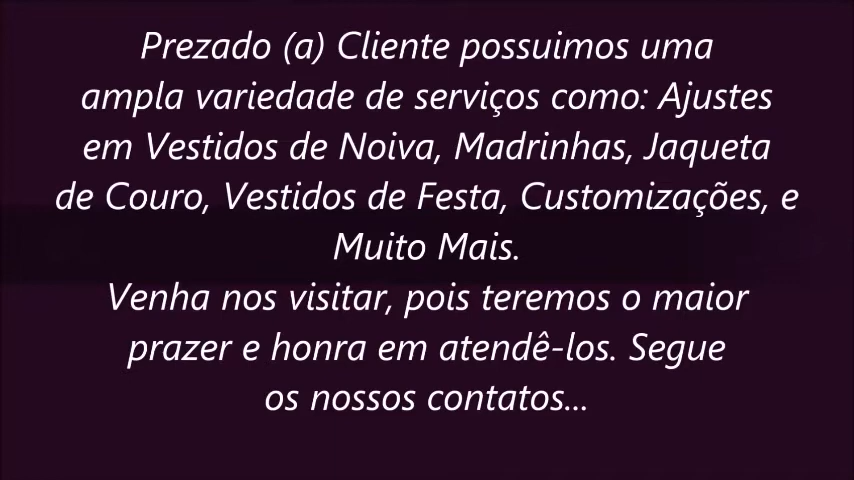 Prezado (a) Cliente possuimos uma
ampla variedade de serviços como: Ajustes
em Vestidos de Noiva, Madrinhas, Jaqueta
de Couro, Vestidos de Festa, Customizações, e
Muito Mais.
Venha nos visitar, pois teremos o maior
prazer e honra em atendê-los. Segue
os nossos contatos...